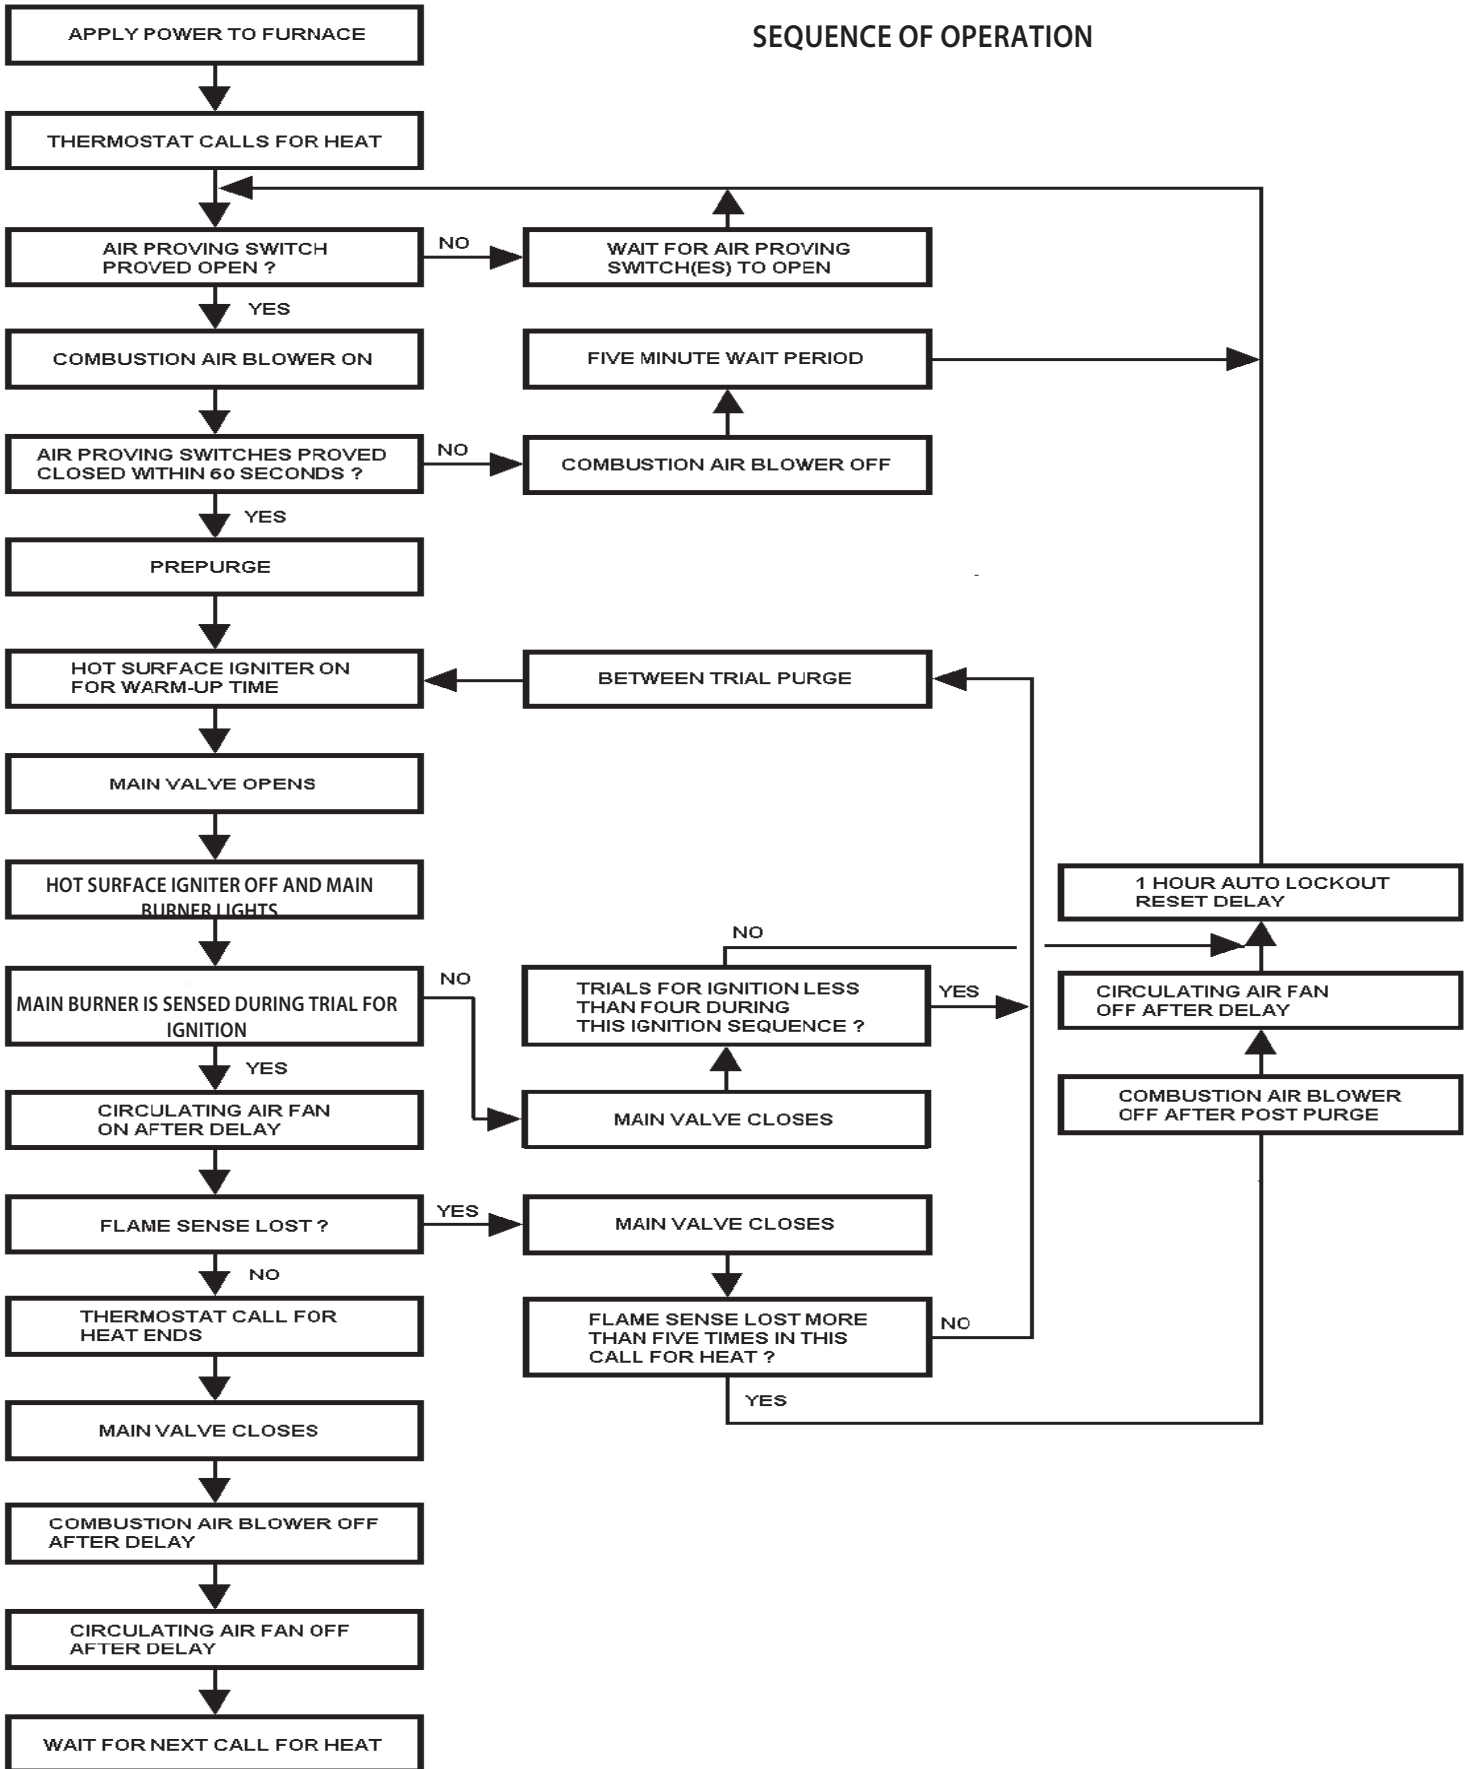 SEQUENCE OF OPERATION
APPLY POWER TO FURNACE
THERMOSTAT CALLS FOR HEAT
AIR PROVING SWITCH
PROVED OPEN ?
NO
WAIT FOR AIR PROVING
SWITCH(ES) TO OPEN
YES
COMBUSTION AIR BLOWER ON
FIVE MINUTE WAIT PERIOD
AIR PROVING SWITCHES PROVED
CLOSED WITHIN 60 SECONDS ?
NO
COMBUSTION AIR BLOWER OFF
YES
PREPURGE
HOT SURFACE IGNITER ON
FOR WARM-UP TIME
BETWEEN TRIAL PURGE
MAIN VALVE OPENS
HOT SURFACE IGNITER OFF AND MAIN
BURNER LIGHTS
1 HOUR AUTO LOCKOUT
RESET DELAY
NO
MAIN BURNER IS SENSED DURING TRIAL FOR
IGNITION
NO
TRIALS FOR IGNITION LESS
THAN FOUR DURING
THIS IGNITION SEQUENCE ?
YES
CIRCULATING AIR FAN
OFF AFTER DELAY
YES
CIRCULATING AIR FAN
ON AFTER DELAY
MAIN VALVE CLOSES
COMBUSTION AIR BLOWER
OFF AFTER POST PURGE
FLAME SENSE LOST ?
YES
MAIN VALVE CLOSES
NO
THERMOSTAT CALL FOR
HEAT ENDS
FLAME SENSE LOST MORE
THAN FIVE TIMES IN THIS
CALL FOR HEAT ?
NO
YES
MAIN VALVE CLOSES
COMBUSTION AIR BLOWER OFF
AFTER DELAY
CIRCULATING AIR FAN OFF
AFTER DELAY
WAIT FOR NEXT CALL FOR HEAT